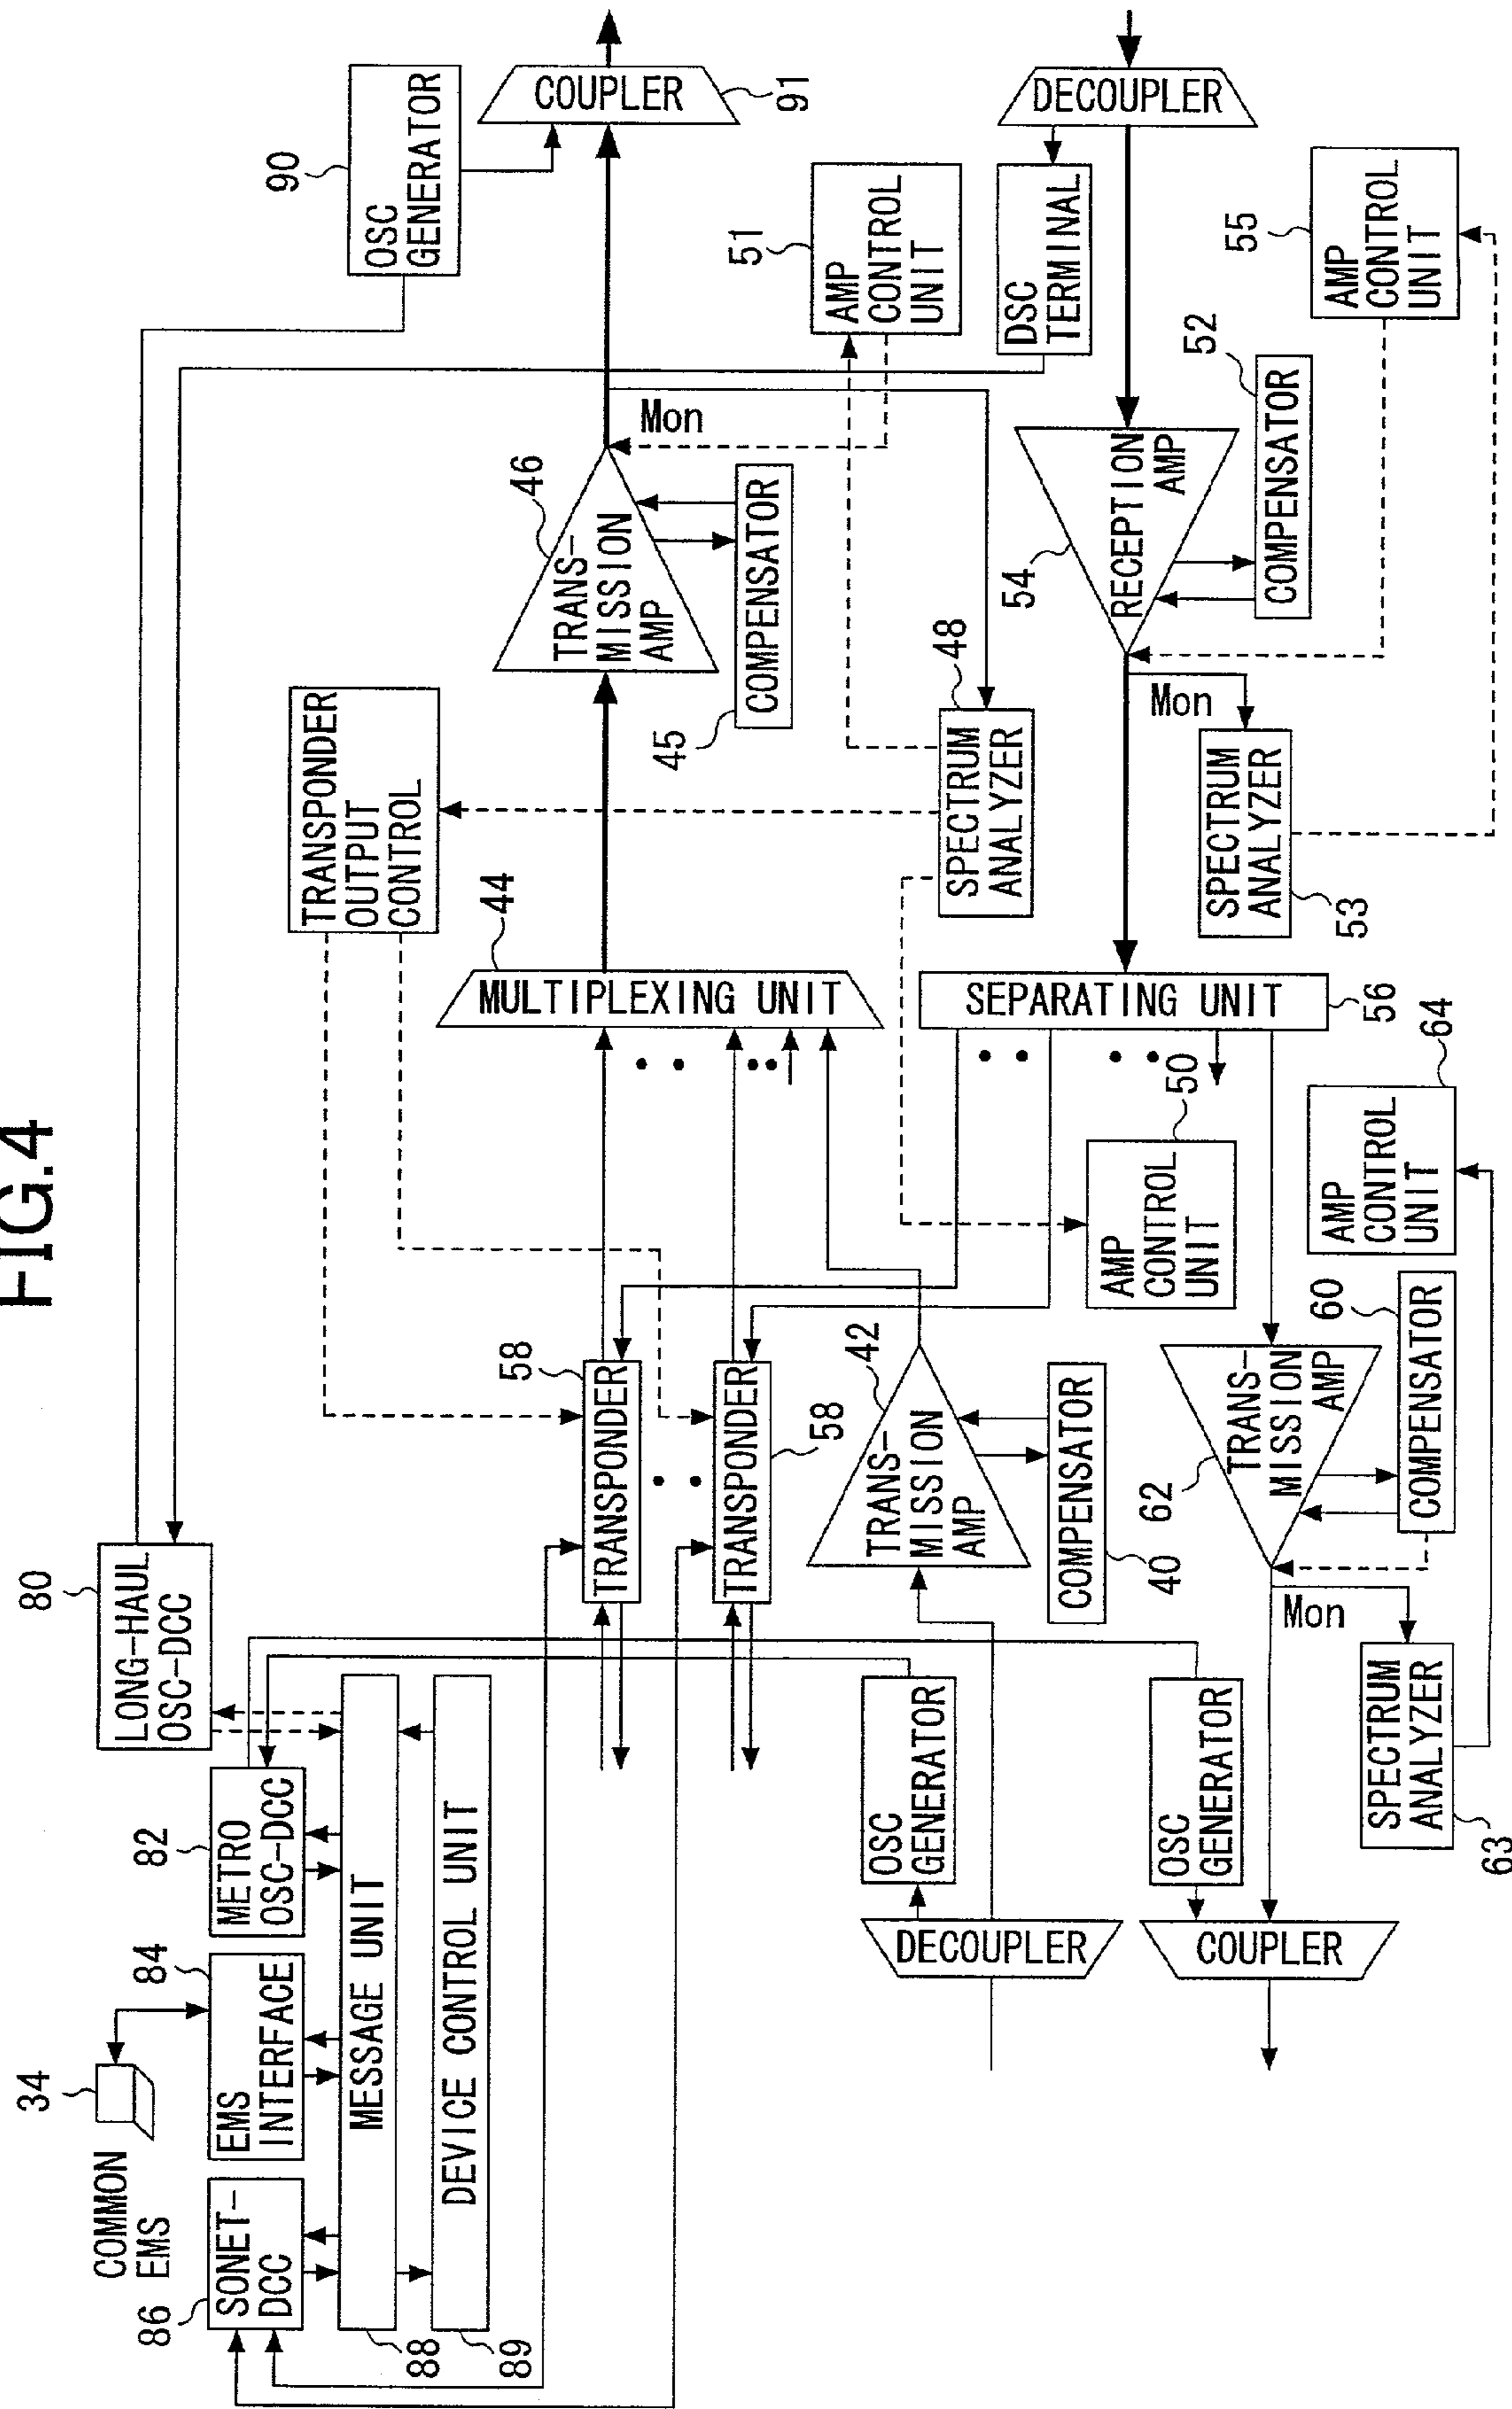 FIG.4
34
COMMON
EMS
86
SONET-
DCC
84
EMS
INTERFACE
82
METRO
OSC-DCC
80
LONG-HAUL
OSC-DCC
MESSAGE UNIT
88
DEVICE CONTROL UNIT
89
TRANSPONDER
OUTPUT
CONTROL
90
OSC
GENERATOR
COUPLER
91
58
TRANSPONDER
TRANSPONDER
58
MULTIPLEXING UNIT
44
TRANS-
MISSION
AMP
46
COMPENSATOR
45
Mon
AMP
CONTROL
UNIT
51
TRANS-
MISSION
AMP
42
COMPENSATOR
40
SPECTRUM
ANALYZER
48
DSC
TERMINAL
DECOUPLER
DECOUPLER
OSC
GENERATOR
AMP
CONTROL
UNIT
50
SEPARATING UNIT
56
RECEPTION
AMP
54
COMPENSATOR
52
Mon
SPECTRUM
ANALYZER
53
AMP
CONTROL
UNIT
55
COUPLER
OSC
GENERATOR
TRANS-
MISSION
AMP
62
COMPENSATOR
60
Mon
SPECTRUM
ANALYZER
63
AMP
CONTROL
UNIT
64